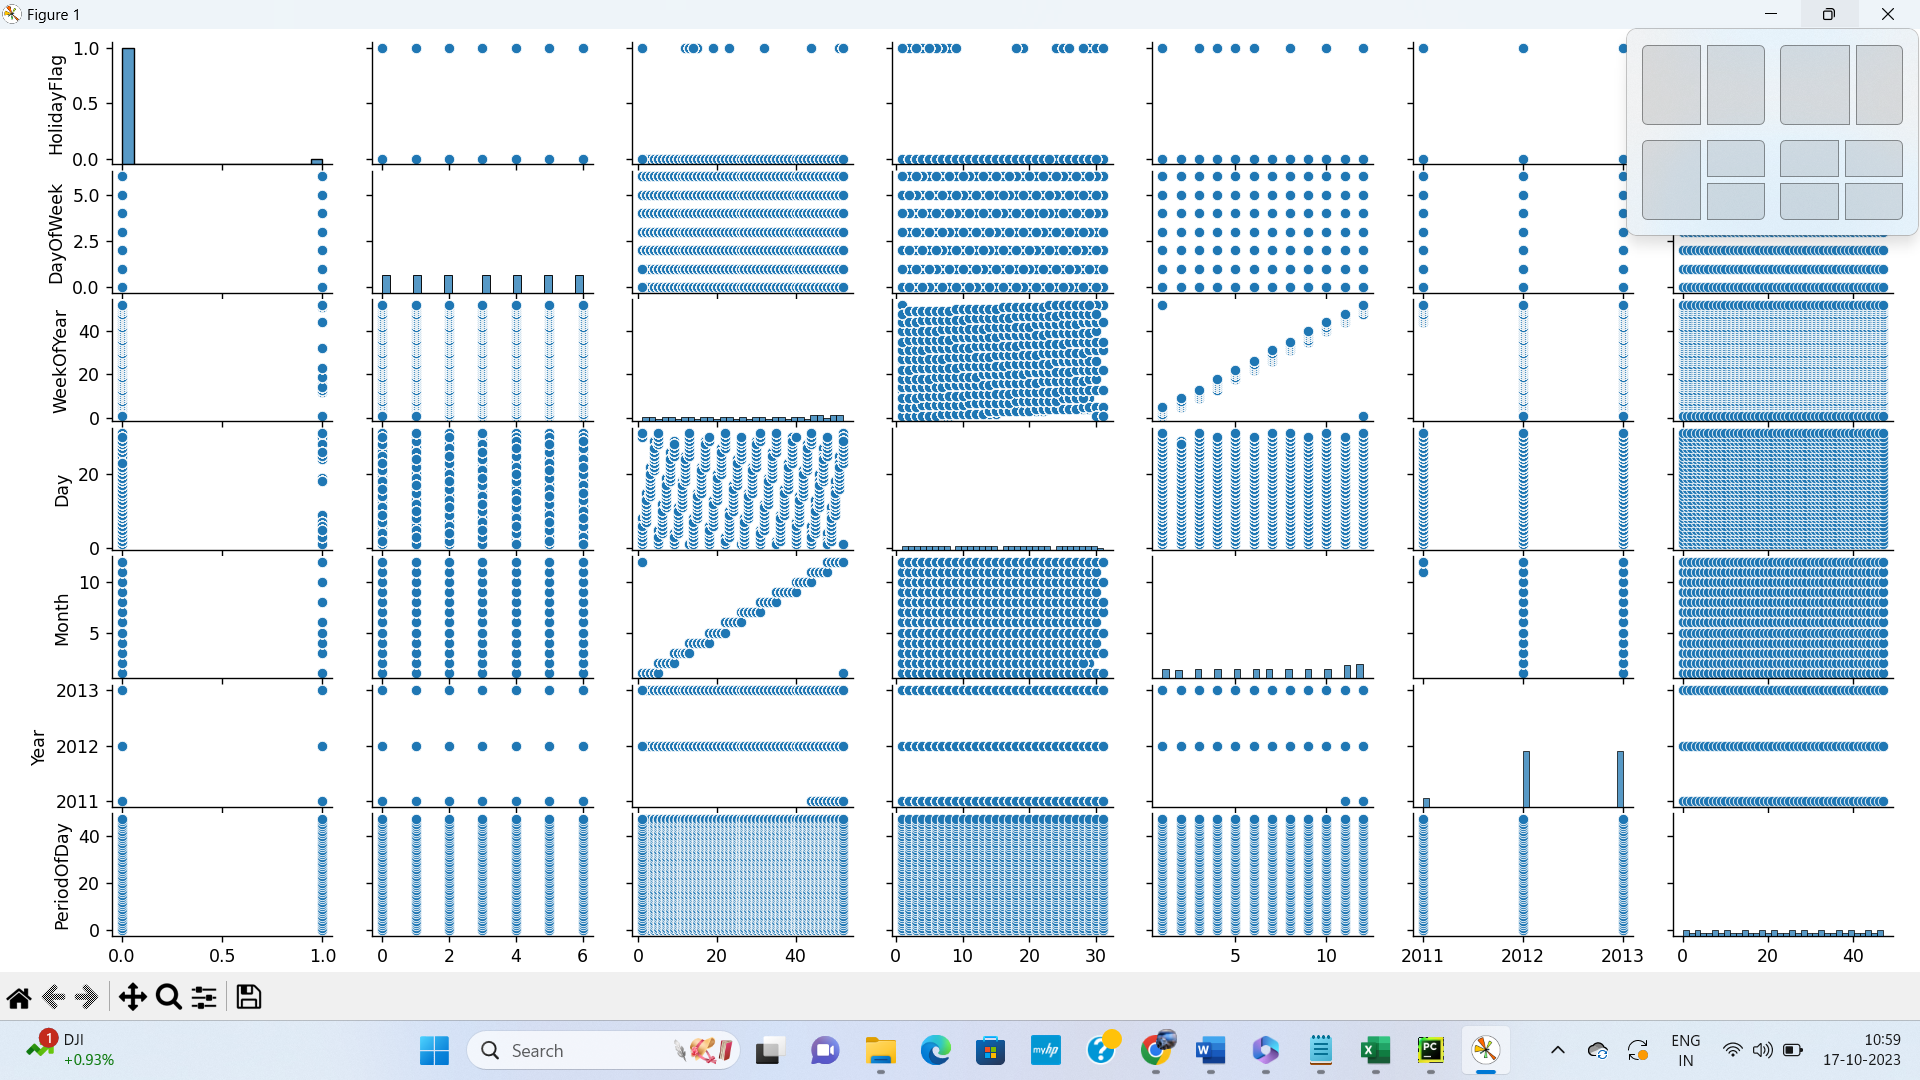 Figure 1
1.0
HolidayFlag
0.5
0.0
5.0
DayOfWeek
2.5
0.0
40
WeekOfYear
20
0
20
Day
0
10
Month
5
2013
Year
2012
2011
40
PeriodOfDay
20
0
0.0 0.5 1.0 0 2 4 6 0 20 40 0 10 20 30 5 10 2011 2012 2013 0 20 40
1
DJI
+0.93%
Search
myhp
?
W
X
PC
ENG
IN
10:59
17-10-2023